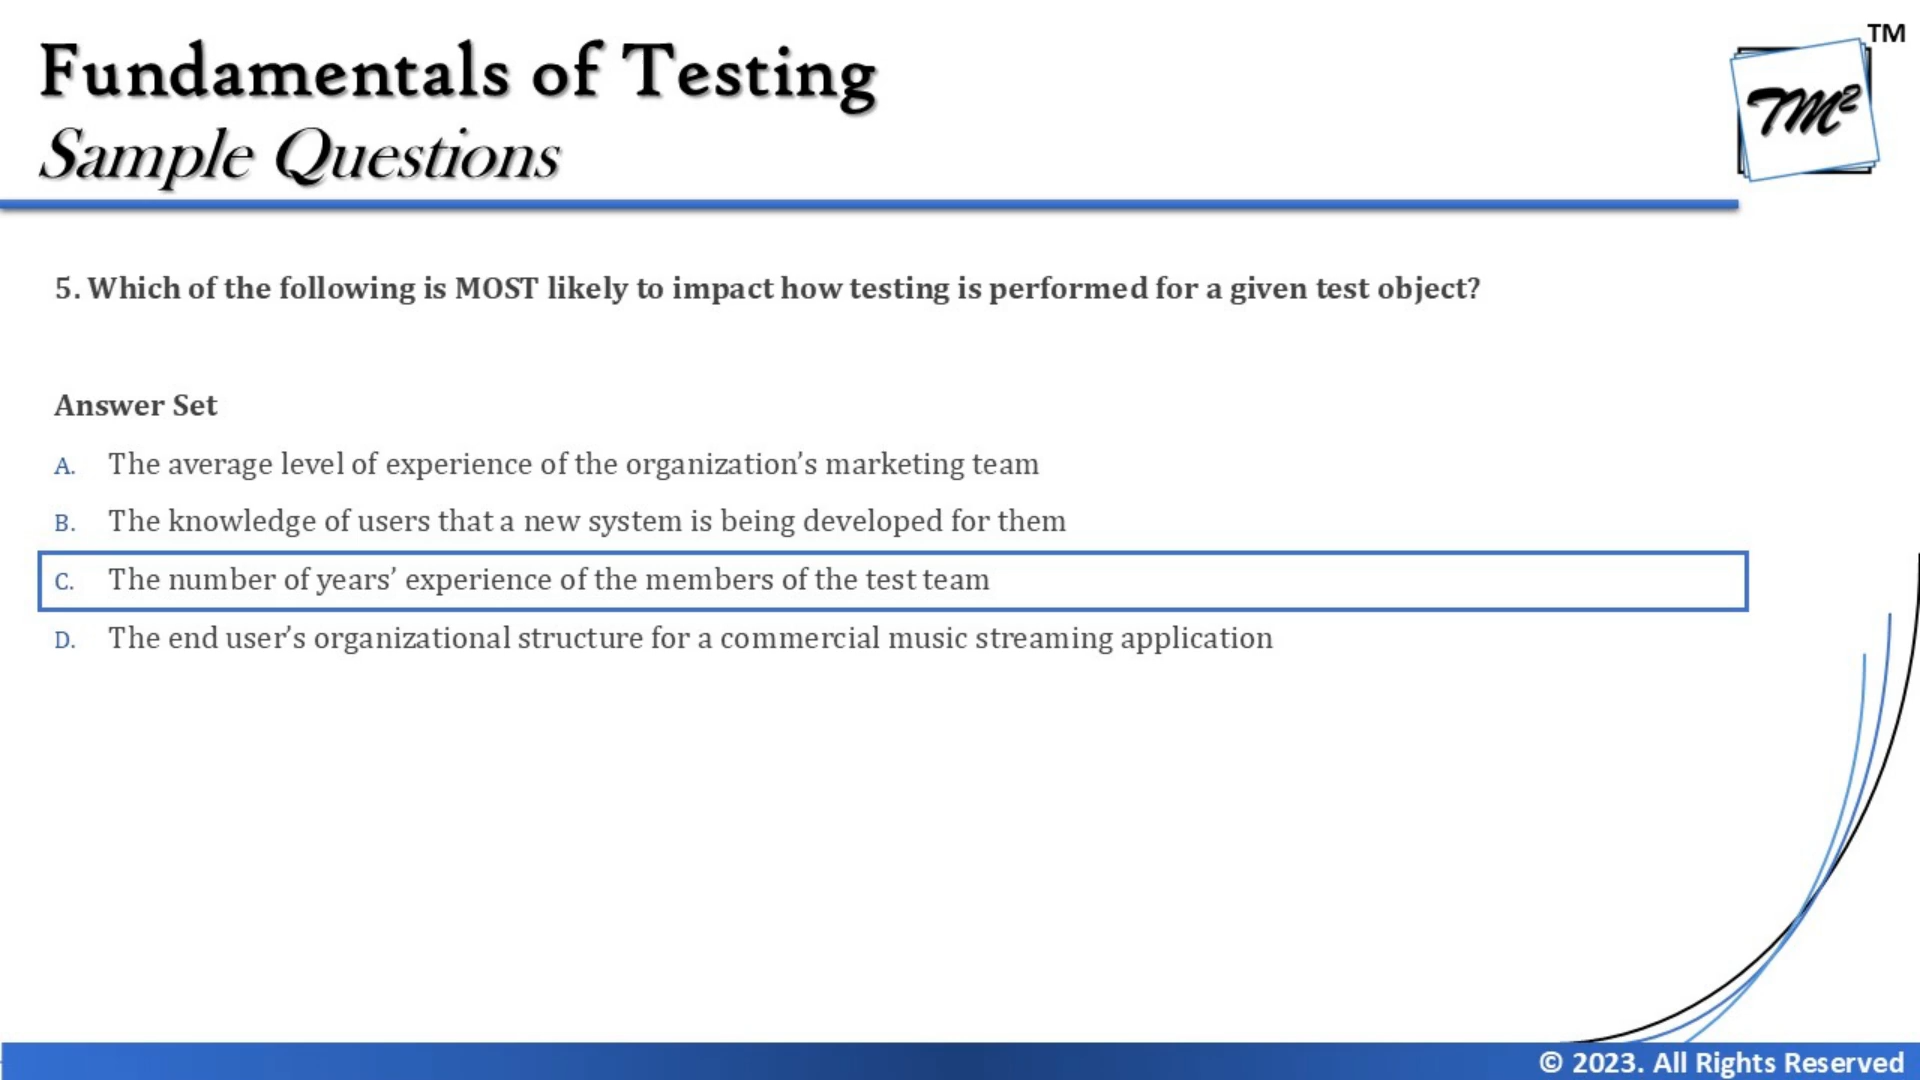 Fundamentals of Testing
Sample Questions
TM
TM²
5. Which of the following is MOST likely to impact how testing is performed for a given test object?
Answer Set
A. The average level of experience of the organization’s marketing team
B. The knowledge of users that a new system is being developed for them
C. The number of years’ experience of the members of the test team
D. The end user’s organizational structure for a commercial music streaming application
© 2023. All Rights Reserved